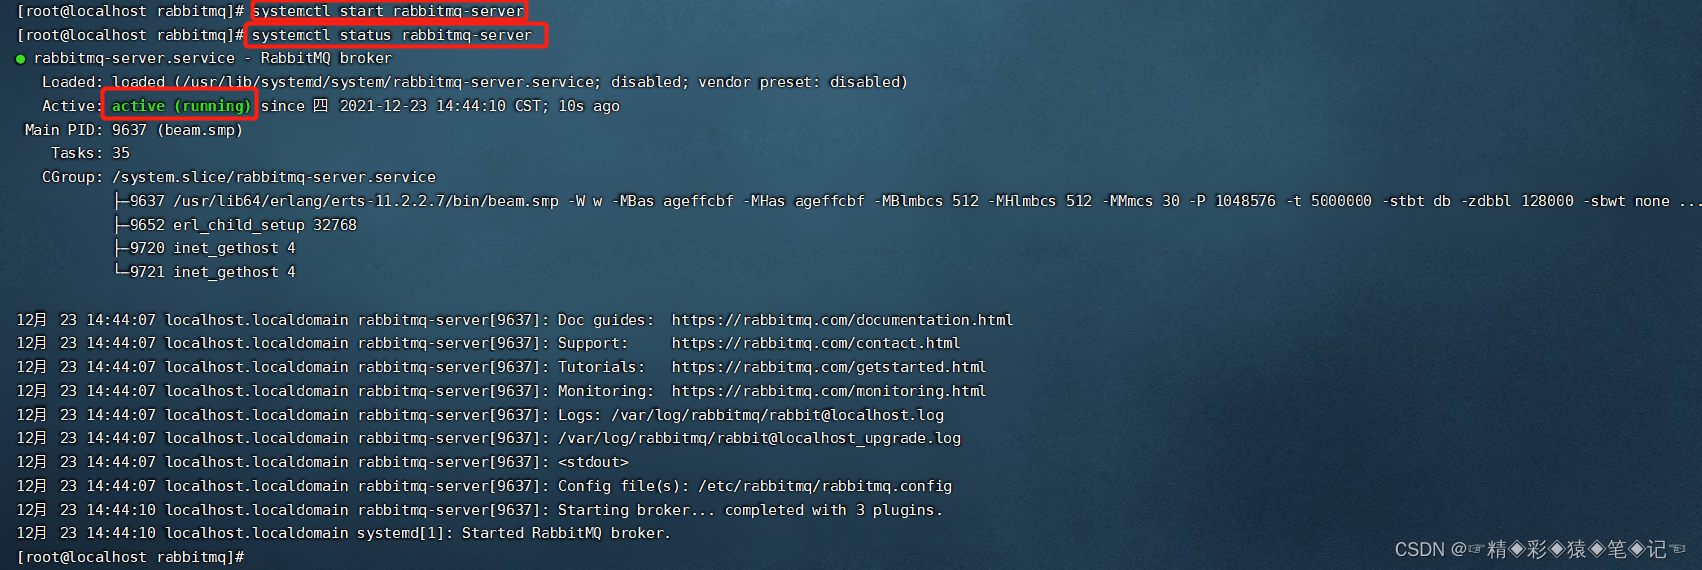 [root@localhost rabbitmq]# systemctl start rabbitmq-server
[root@localhost rabbitmq]# systemctl status rabbitmq-server
● rabbitmq-server.service - RabbitMQ broker
Loaded: loaded (/usr/lib/systemd/system/rabbitmq-server.service; disabled; vendor preset: disabled)
Active: active (running) since 四 2021-12-23 14:44:10 CST; 10s ago
Main PID: 9637 (beam.smp)
Tasks: 35
CGroup: /system.slice/rabbitmq-server.service
├─9637 /usr/lib64/erlang/erts-11.2.2.7/bin/beam.smp -W w -MBas ageffcbf -MHas ageffcbf -MBlmbcs 512 -MHlmbcs 512 -MMmcs 30 -P 1048576 -t 5000000 -stbt db -zdbbl 128000 -sbwt none ...
├─9652 erl_child_setup 32768
├─9720 inet_gethost 4
└─9721 inet_gethost 4
12月 23 14:44:07 localhost.localdomain rabbitmq-server[9637]: Doc guides: https://rabbitmq.com/documentation.html
12月 23 14:44:07 localhost.localdomain rabbitmq-server[9637]: Support: https://rabbitmq.com/contact.html
12月 23 14:44:07 localhost.localdomain rabbitmq-server[9637]: Tutorials: https://rabbitmq.com/getstarted.html
12月 23 14:44:07 localhost.localdomain rabbitmq-server[9637]: Monitoring: https://rabbitmq.com/monitoring.html
12月 23 14:44:07 localhost.localdomain rabbitmq-server[9637]: Logs: /var/log/rabbitmq/rabbit@localhost.log
12月 23 14:44:07 localhost.localdomain rabbitmq-server[9637]: /var/log/rabbitmq/rabbit@localhost_upgrade.log
12月 23 14:44:07 localhost.localdomain rabbitmq-server[9637]: <stdout>
12月 23 14:44:07 localhost.localdomain rabbitmq-server[9637]: Config file(s): /etc/rabbitmq/rabbitmq.config
12月 23 14:44:10 localhost.localdomain rabbitmq-server[9637]: Starting broker... completed with 3 plugins.
12月 23 14:44:10 localhost.localdomain systemd[1]: Started RabbitMQ broker.
[root@localhost rabbitmq]#
CSDN @☞精◈彩◈猿◈笔◈记☜